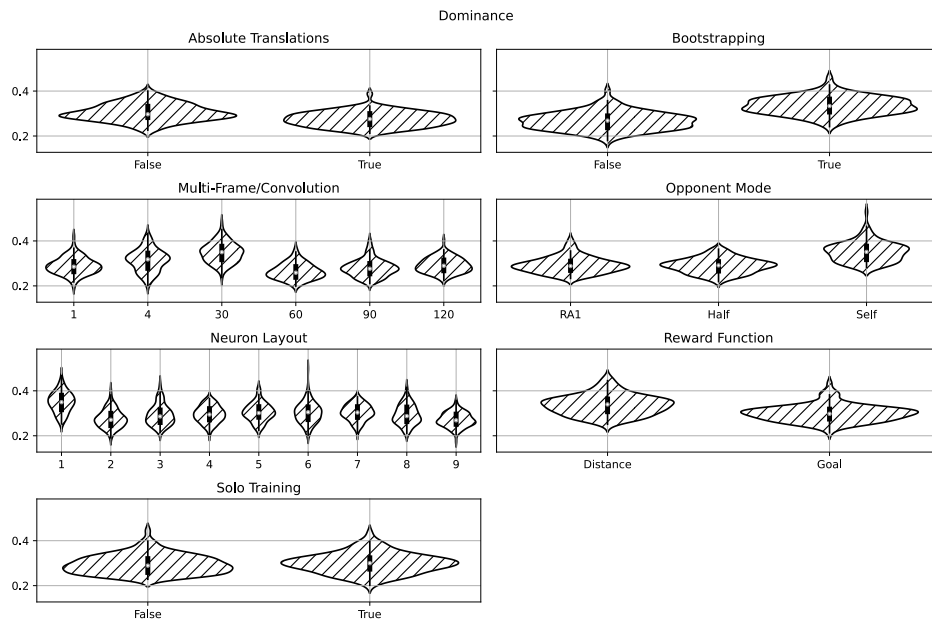 Dominance
Absolute Translations
0.4
0.2
False True
Bootstrapping
False True
Multi-Frame/Convolution
0.4
0.2
1 4 30 60 90 120
Opponent Mode
RA1 Half Self
Neuron Layout
0.4
0.2
1 2 3 4 5 6 7 8 9
Reward Function
Distance Goal
Solo Training
0.4
0.2
False True